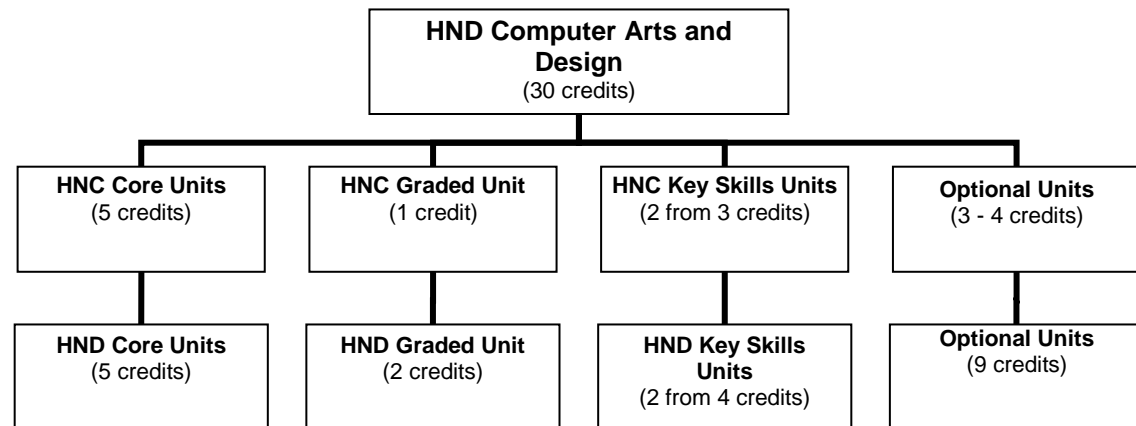 HND Computer Arts and
Design
(30 credits)
HNC Core Units
(5 credits)
HNC Graded Unit
(1 credit)
HNC Key Skills Units
(2 from 3 credits)
Optional Units
(3 - 4 credits)
HND Core Units
(5 credits)
HND Graded Unit
(2 credits)
HND Key Skills
Units
(2 from 4 credits)
Optional Units
(9 credits)